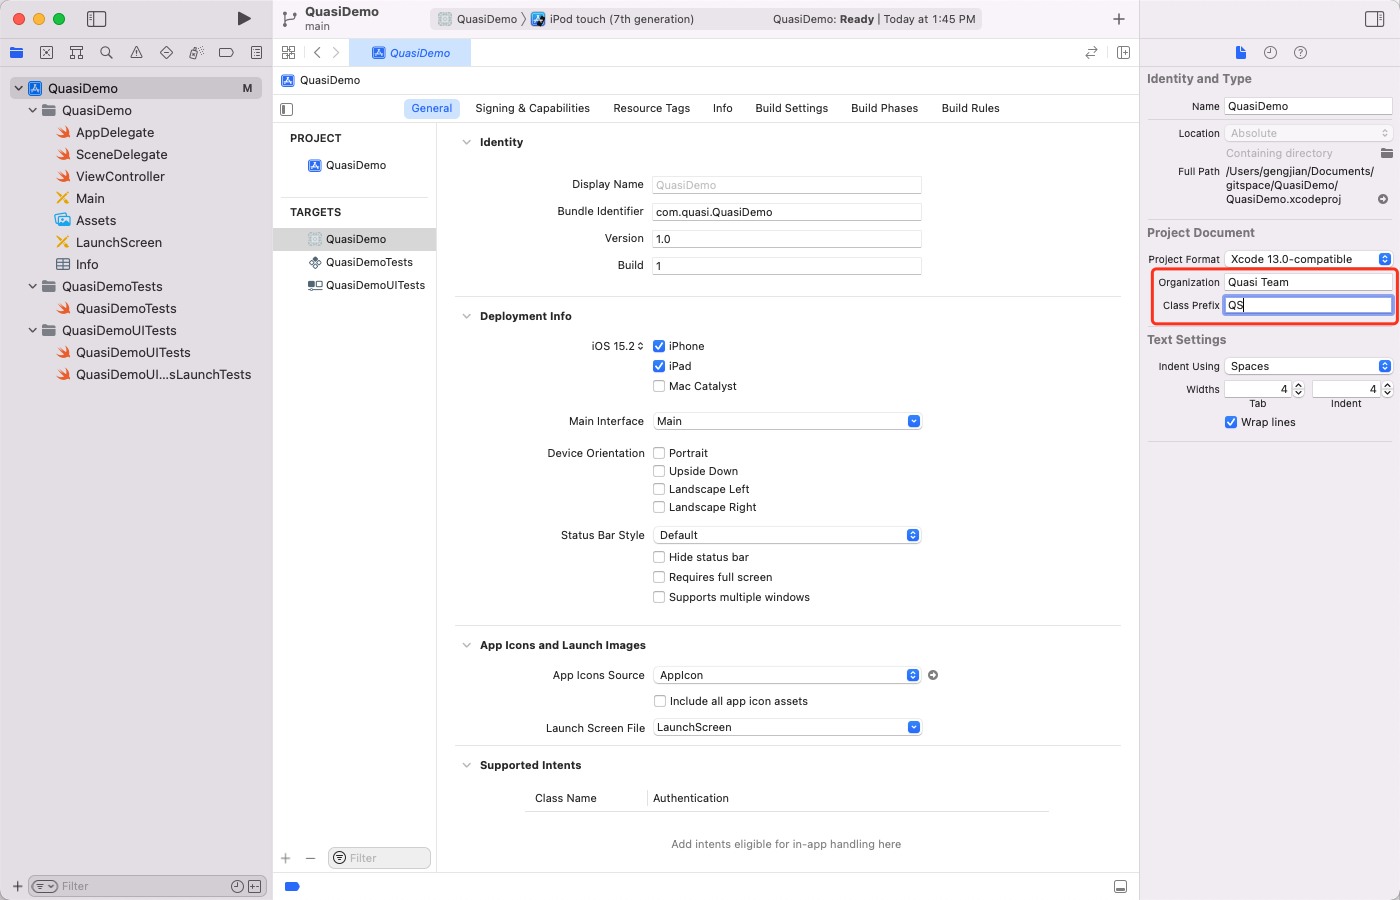 QuasiDemo
main
QuasiDemo
iPod touch (7th generation)
QuasiDemo: Ready | Today at 1:45 PM
QuasiDemo
QuasiDemo
M
QuasiDemo
AppDelegate
SceneDelegate
ViewController
Main
Assets
LaunchScreen
Info
QuasiDemoTests
QuasiDemoTests
QuasiDemoUITests
QuasiDemoUITests
QuasiDemoUI...sLaunchTests
Filter
QuasiDemo
General
Signing & Capabilities
Resource Tags
Info
Build Settings
Build Phases
Build Rules
PROJECT
QuasiDemo
TARGETS
QuasiDemo
QuasiDemoTests
QuasiDemoUITests
Filter
Identity
Display Name QuasiDemo
Bundle Identifier com.quasi.QuasiDemo
Version 1.0
Build 1
Deployment Info
iOS 15.2 iPhone
iPad
Mac Catalyst
Main Interface Main
Device Orientation Portrait
Upside Down
Landscape Left
Landscape Right
Status Bar Style Default
Hide status bar
Requires full screen
Supports multiple windows
App Icons and Launch Images
App Icons Source AppIcon
Include all app icon assets
Launch Screen File LaunchScreen
Supported Intents
Class Name Authentication
Add intents eligible for in-app handling here
Identity and Type
Name QuasiDemo
Location Absolute
Containing directory
Full Path /Users/gengjian/Documents/
gitspace/QuasiDemo/
QuasiDemo.xcodeproj
Project Document
Project Format Xcode 13.0-compatible
Organization Quasi Team
Class Prefix QS
Text Settings
Indent Using Spaces
Widths 4 4
Tab Indent
Wrap lines